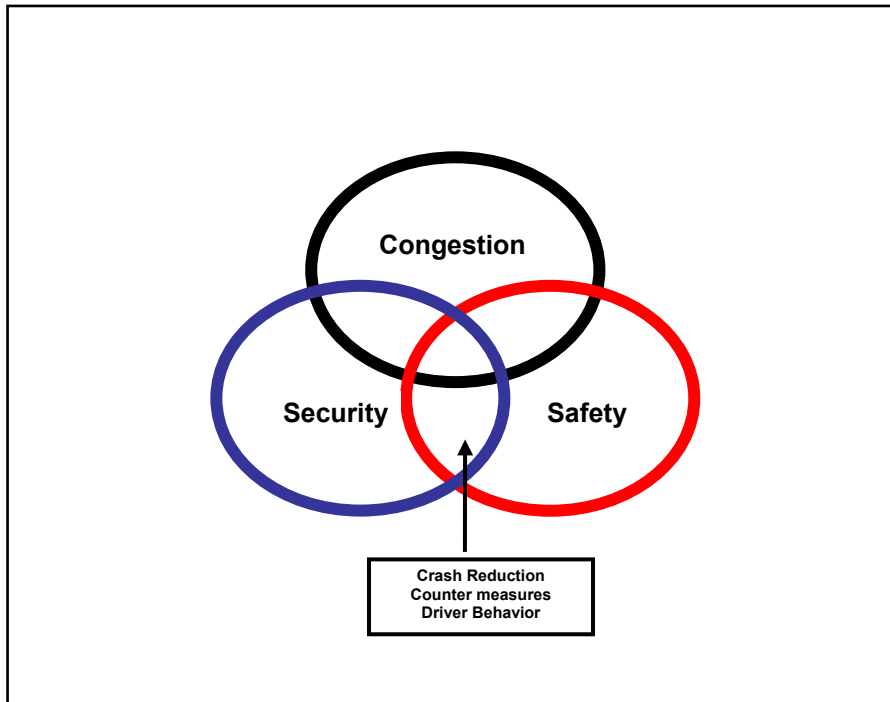 Congestion
Security
Safety
Crash Reduction
Counter measures
Driver Behavior